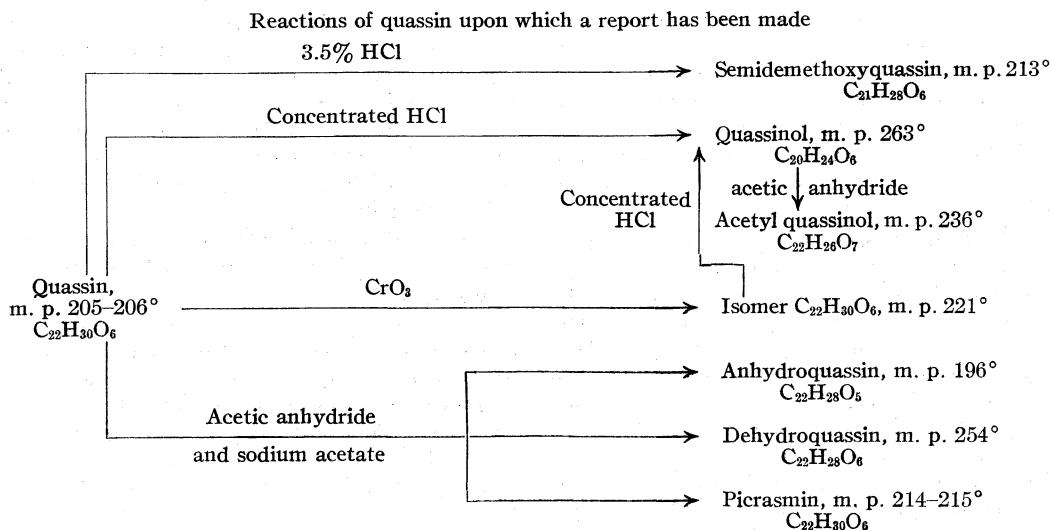 Reactions of quassin upon which a report has been made
3.5% HCl
Semidemethoxyquassin, m. p. 213°
C₂₁H₂₈O₆
Concentrated HCl
Quassinol, m. p. 263°
C₂₀H₂₄O₆
acetic anhydride
Concentrated
HCl
Acetyl quassinol, m. p. 236°
C₂₂H₂₆O₇
Quassin,
m. p. 205–206°
C₂₂H₃₀O₆
CrO₃
Isomer C₂₂H₃₀O₆, m. p. 221°
Anhydroquassin, m. p. 196°
C₂₂H₂₈O₅
Acetic anhydride
and sodium acetate
Dehydroquassin, m. p. 254°
C₂₂H₂₈O₆
Picrasmin, m. p. 214–215°
C₂₂H₃₀O₆